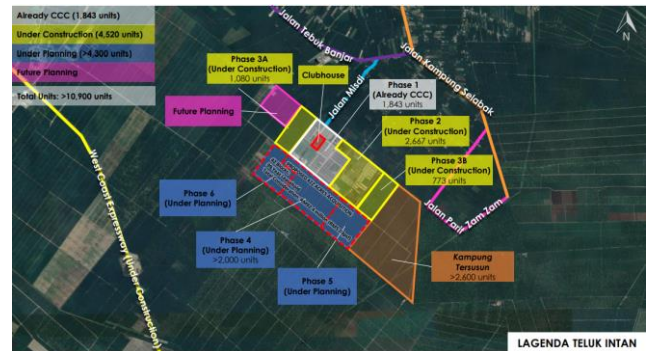 Already CCC (1,843 units)
Under Construction (4,520 units)
Under Planning (>4,300 units)
Future Planning
Total Units: >10,900 units
Jalan Tebuk Banjar
Jalan Kampung Selabak
N
Phase 3A
(Under Construction)
1,080 units
Clubhouse
Jalan Misdi
Phase 1
(Already CCC)
1,843 units
Future Planning
Phase 2
(Under Construction)
2,667 units
Phase 3B
(Under Construction)
773 units
Jalan Parit Zam Zam
West Coast Expressway (Under Construction)
Phase 6
(Under Planning)
Phase 4
(Under Planning)
>2,000 units
Phase 5
(Under Planning)
Kampung
Tersusun
>2,600 units
LAGENDA TELUK INTAN